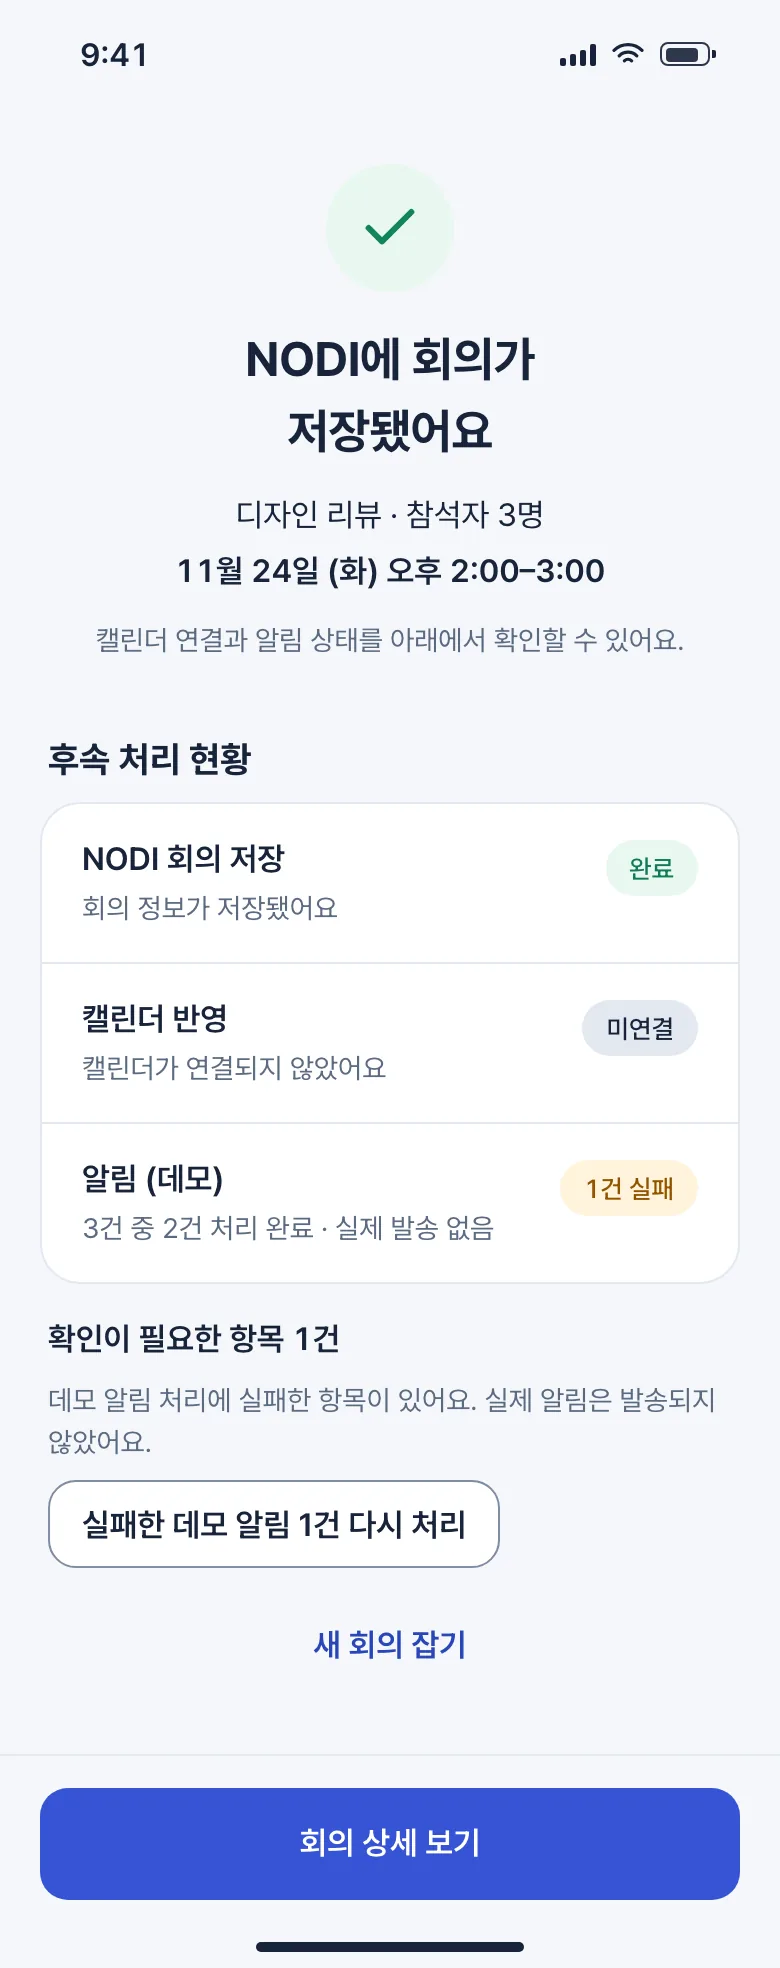 9:41
NODI에 회의가
저장됐어요
디자인 리뷰 · 참석자 3명
11월 24일 (화) 오후 2:00–3:00
캘린더 연결과 알림 상태를 아래에서 확인할 수 있어요.
후속 처리 현황
NODI 회의 저장
완료
회의 정보가 저장됐어요
캘린더 반영
미연결
캘린더가 연결되지 않았어요
알림 (데모)
1건 실패
3건 중 2건 처리 완료 · 실제 발송 없음
확인이 필요한 항목 1건
데모 알림 처리에 실패한 항목이 있어요. 실제 알림은 발송되지
않았어요.
실패한 데모 알림 1건 다시 처리
새 회의 잡기
회의 상세 보기